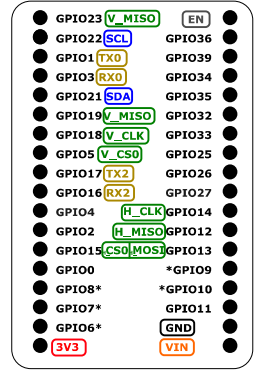 GPIO23 V_MISO EN
GPIO22 SCL GPIO36
GPIO1 TX0 GPIO39
GPIO3 RX0 GPIO34
GPIO21 SDA GPIO35
GPIO19 V_MISO GPIO32
GPIO18 V_CLK GPIO33
GPIO5 V_CS0 GPIO25
GPIO17 TX2 GPIO26
GPIO16 RX2 GPIO27
GPIO4 H_CLK GPIO14
GPIO2 H_MISO GPIO12
GPIO15 _CS0 _MOSI GPIO13
GPIO0 *GPIO9
GPIO8* *GPIO10
GPIO7* GPIO11
GPIO6* GND
3V3 VIN